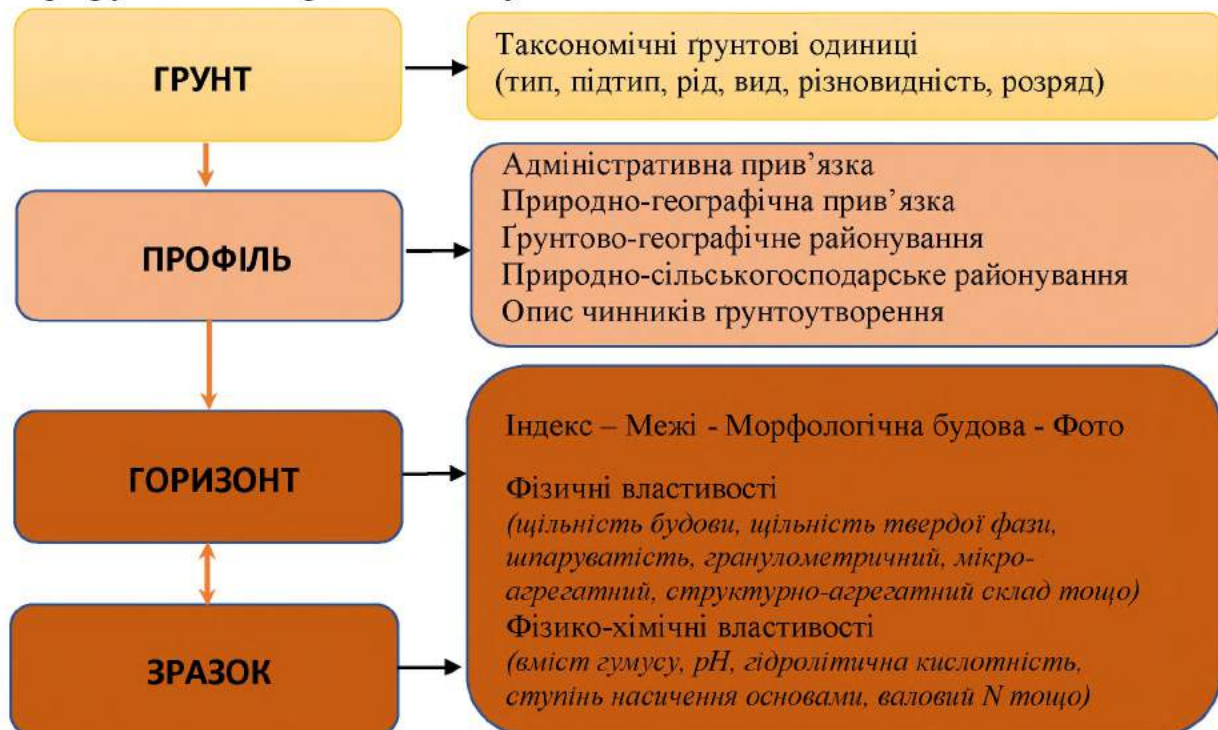 ГРУНТ
Таксономічні ґрунтові одиниці
(тип, підтип, рід, вид, різновидність, розряд)
ПРОФІЛЬ
Адміністративна прив’язка
Природно-географічна прив’язка
Ґрунтово-географічне районування
Природно-сільськогосподарське районування
Опис чинників ґрунтоутворення
ГОРИЗОНТ
ЗРАЗОК
Індекс – Межі - Морфологічна будова - Фото
Фізичні властивості
(щільність будови, щільність твердої фази,
шпаруватість, гранулометричний, мікро-
агрегатний, структурно-агрегатний склад тощо)
Фізико-хімічні властивості
(вміст гумусу, рН, гідролітична кислотність,
ступінь насичення основами, валовий N тощо)